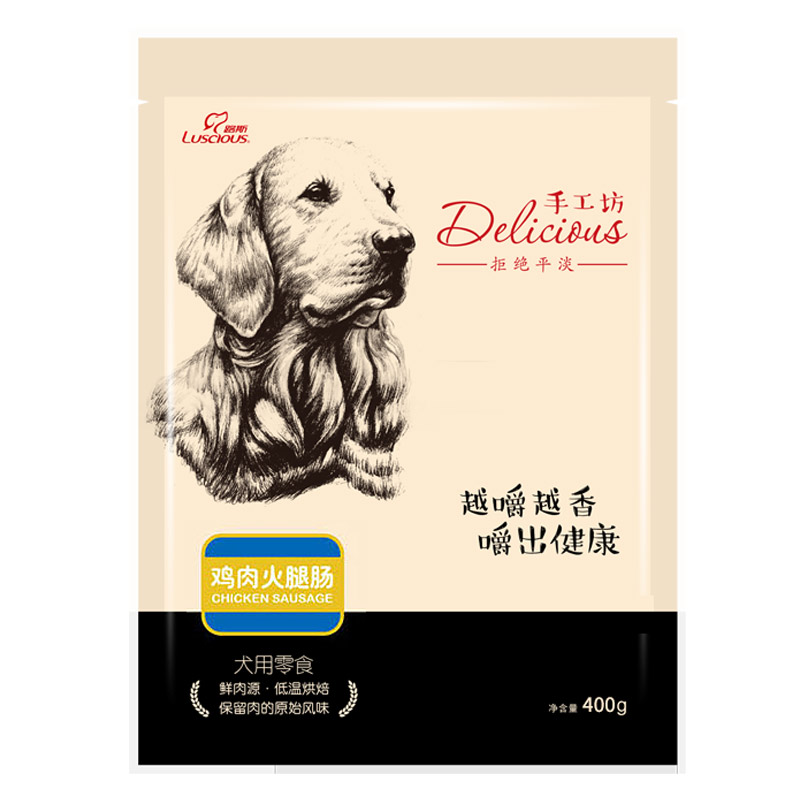 路斯
LUSCIOUS®
手工坊
Delicious
拒绝平淡
越嚼越香
嚼出健康
鸡肉火腿肠
CHICKEN SAUSAGE
犬用零食
鲜肉源·低温烘焙
保留肉的原始风味
净含量 400g